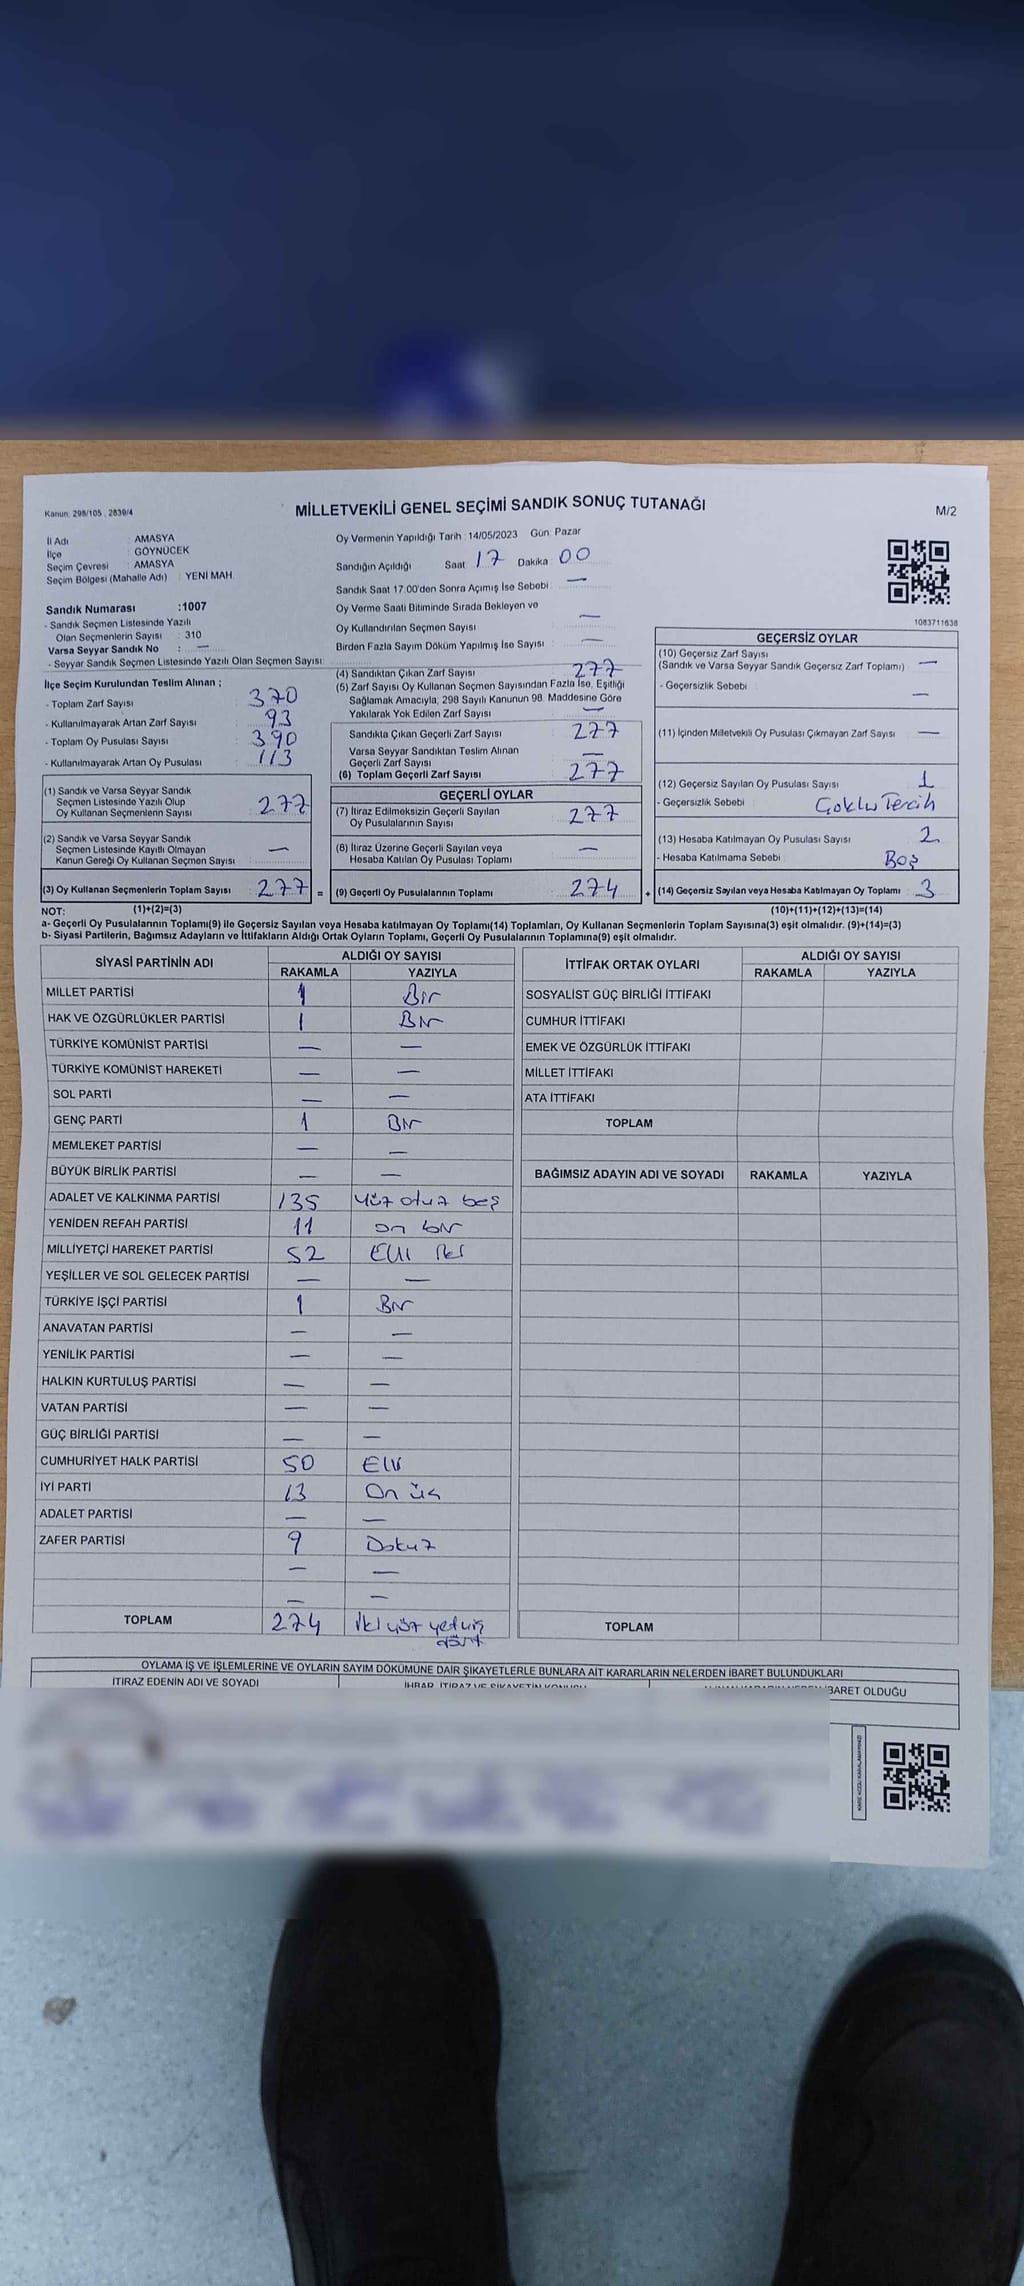 Kanun: 298/105 , 2839/4
MİLLETVEKİLİ GENEL SEÇİMİ SANDIK SONUÇ TUTANAĞI
M/2
İl Adı : AMASYA
İlçe : GÖYNÜCEK
Seçim Çevresi : AMASYA
Seçim Bölgesi (Mahalle Adı) : YENİ MAH.
Sandık Numarası :1007
- Sandık Seçmen Listesinde Yazılı
Olan Seçmenlerin Sayısı : 310
Varsa Seyyar Sandık No : —
- Seyyar Sandık Seçmen Listesinde Yazılı Olan Seçmen Sayısı:
İlçe Seçim Kurulundan Teslim Alınan ;
- Toplam Zarf Sayısı : 370
- Kullanılmayarak Artan Zarf Sayısı : 93
- Toplam Oy Pusulası Sayısı : 390
- Kullanılmayarak Artan Oy Pusulası : 113
(1) Sandık ve Varsa Seyyar Sandık
Seçmen Listesinde Yazılı Olup
Oy Kullanan Seçmenlerin Sayısı : 277
(2) Sandık ve Varsa Seyyar Sandık
Seçmen Listesinde Kayıtlı Olmayan
Kanun Gereği Oy Kullanan Seçmen Sayısı : —
(3) Oy Kullanan Seçmenlerin Toplam Sayısı : 277 =
Oy Vermenin Yapıldığı Tarih : 14/05/2023 Gün Pazar
Sandığın Açıldığı Saat 17 Dakika 00
Sandık Saat 17.00'den Sonra Açımış İse Sebebi : —
Oy Verme Saati Bitiminde Sırada Bekleyen ve
Oy Kullandırılan Seçmen Sayısı : —
Birden Fazla Sayım Döküm Yapılmış İse Sayısı : —
(4) Sandıktan Çıkan Zarf Sayısı : 277
(5) Zarf Sayısı Oy Kullanan Seçmen Sayısından Fazla İse, Eşitliği
Sağlamak Amacıyla, 298 Sayılı Kanunun 98. Maddesine Göre
Yakılarak Yok Edilen Zarf Sayısı : —
Sandıkta Çıkan Geçerli Zarf Sayısı : 277
Varsa Seyyar Sandıktan Teslim Alınan
Geçerli Zarf Sayısı : —
(6) Toplam Geçerli Zarf Sayısı : 277
GEÇERLİ OYLAR
(7) İtiraz Edilmeksizin Geçerli Sayılan
Oy Pusulalarının Sayısı : 277
(8) İtiraz Üzerine Geçerli Sayılan veya
Hesaba Katılan Oy Pusulası Toplamı : —
(9) Geçerli Oy Pusulalarının Toplamı : 274 +
1083711638
GEÇERSİZ OYLAR
(10) Geçersiz Zarf Sayısı
(Sandık ve Varsa Seyyar Sandık Geçersiz Zarf Toplamı) : —
- Geçersizlik Sebebi : —
(11) İçinden Milletvekili Oy Pusulası Çıkmayan Zarf Sayısı : —
(12) Geçersiz Sayılan Oy Pusulası Sayısı : 1
- Geçersizlik Sebebi : Çoklu Tercih
(13) Hesaba Katılmayan Oy Pusulası Sayısı : 2
- Hesaba Katılmama Sebebi : Boş
(14) Geçersiz Sayılan veya Hesaba Katılmayan Oy Toplamı : 3
NOT: (1)+(2)=(3) (10)+(11)+(12)+(13)=(14)
a- Geçerli Oy Pusulalarının Toplamı(9) ile Geçersiz Sayılan veya Hesaba katılmayan Oy Toplamı(14) Toplamları, Oy Kullanan Seçmenlerin Toplam Sayısına(3) eşit olmalıdır. (9)+(14)=(3)
b- Siyasi Partilerin, Bağımsız Adayların ve İttifakların Aldığı Ortak Oyların Toplamı, Geçerli Oy Pusulalarının Toplamına(9) eşit olmalıdır.
SİYASİ PARTİNİN ADI ALDIĞI OY SAYISI
RAKAMLA YAZIYLA
MİLLET PARTİSİ 1 Bir
HAK VE ÖZGÜRLÜKLER PARTİSİ 1 Bir
TÜRKİYE KOMÜNİST PARTİSİ — —
TÜRKİYE KOMÜNİST HAREKETİ — —
SOL PARTİ — —
GENÇ PARTİ 1 Bir
MEMLEKET PARTİSİ — —
BÜYÜK BİRLİK PARTİSİ — —
ADALET VE KALKINMA PARTİSİ 135 Yüz otuz beş
YENİDEN REFAH PARTİSİ 11 on bir
MİLLİYETÇİ HAREKET PARTİSİ 52 Elli iki
YEŞİLLER VE SOL GELECEK PARTİSİ — —
TÜRKİYE İŞÇİ PARTİSİ 1 Bir
ANAVATAN PARTİSİ — —
YENİLİK PARTİSİ — —
HALKIN KURTULUŞ PARTİSİ — —
VATAN PARTİSİ — —
GÜÇ BİRLİĞİ PARTİSİ — —
CUMHURİYET HALK PARTİSİ 50 Elli
İYİ PARTİ 13 On üç
ADALET PARTİSİ — —
ZAFER PARTİSİ 9 Dokuz
— —
— —
TOPLAM 274 İki yüz yetmiş
dört
İTTİFAK ORTAK OYLARI ALDIĞI OY SAYISI
RAKAMLA YAZIYLA
SOSYALİST GÜÇ BİRLİĞİ İTTİFAKI
CUMHUR İTTİFAKI
EMEK VE ÖZGÜRLÜK İTTİFAKI
MİLLET İTTİFAKI
ATA İTTİFAKI
TOPLAM
BAĞIMSIZ ADAYIN ADI VE SOYADI RAKAMLA YAZIYLA
TOPLAM
OYLAMA İŞ VE İŞLEMLERİNE VE OYLARIN SAYIM DÖKÜMÜNE DAİR ŞİKAYETLERLE BUNLARA AİT KARARLARIN NELERDEN İBARET BULUNDUKLARI
İTİRAZ EDENİN ADI VE SOYADI
İHBAR, İTİRAZ VE ŞİKAYETİN KONUSU
İBARET OLDUĞU